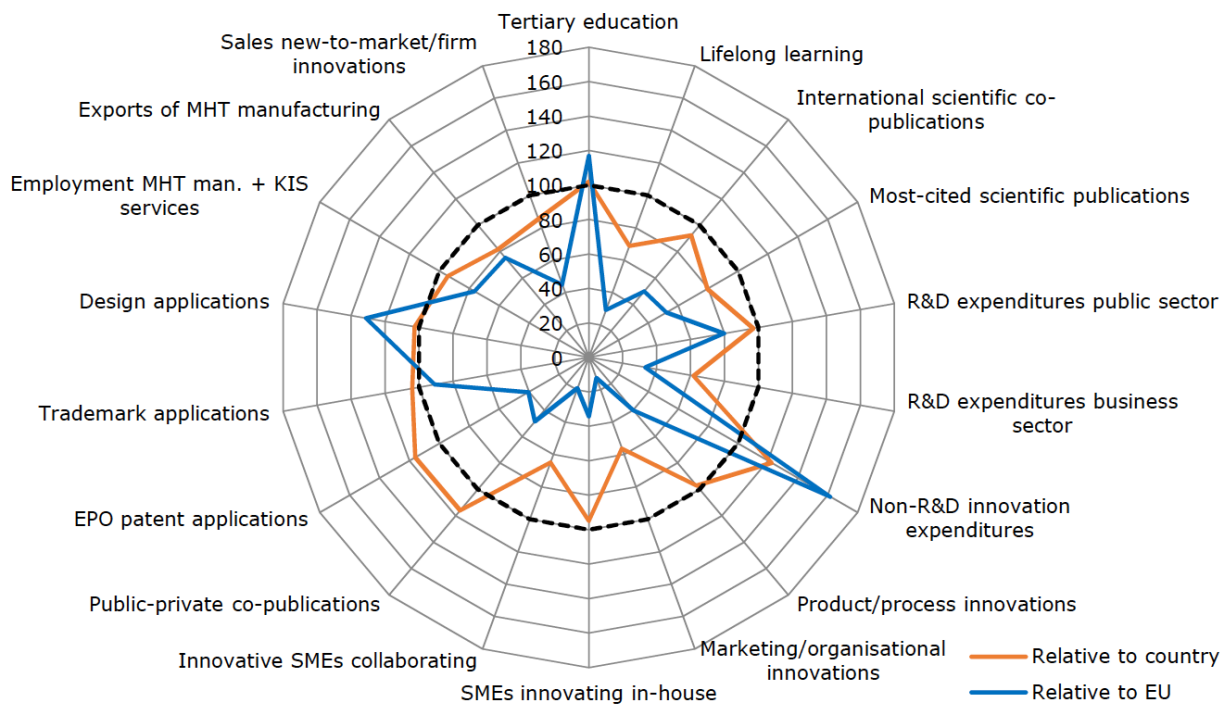 Tertiary education
Sales new-to-market/firm
innovations
Lifelong learning
Exports of MHT manufacturing
International scientific co-
publications
Employment MHT man. + KIS
services
Most-cited scientific publications
Design applications
R&D expenditures public sector
Trademark applications
R&D expenditures business
sector
EPO patent applications
Non-R&D innovation
expenditures
Public-private co-publications
Product/process innovations
Innovative SMEs collaborating
Marketing/organisational
innovations
SMEs innovating in-house
180
160
140
120
100
80
60
40
20
0
Relative to country
Relative to EU